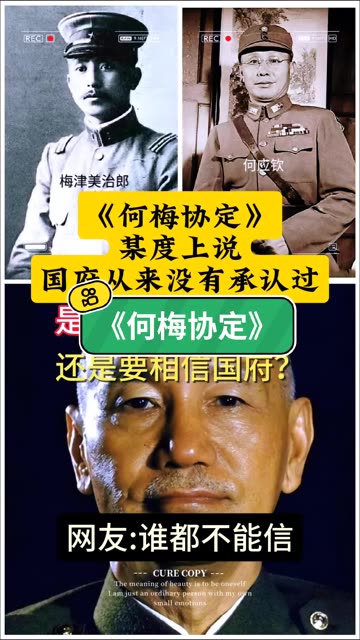 REC
REC
梅津美治郎
何应钦
《何梅协定》
某度上说
国府从来没有承认过
是
《何梅协定》
还是要相信国府？
网友:谁都不能信
--- CURE COPY ---
The meaning of beauty is to be oneself
I am just an ordinary person with my own
small emotions